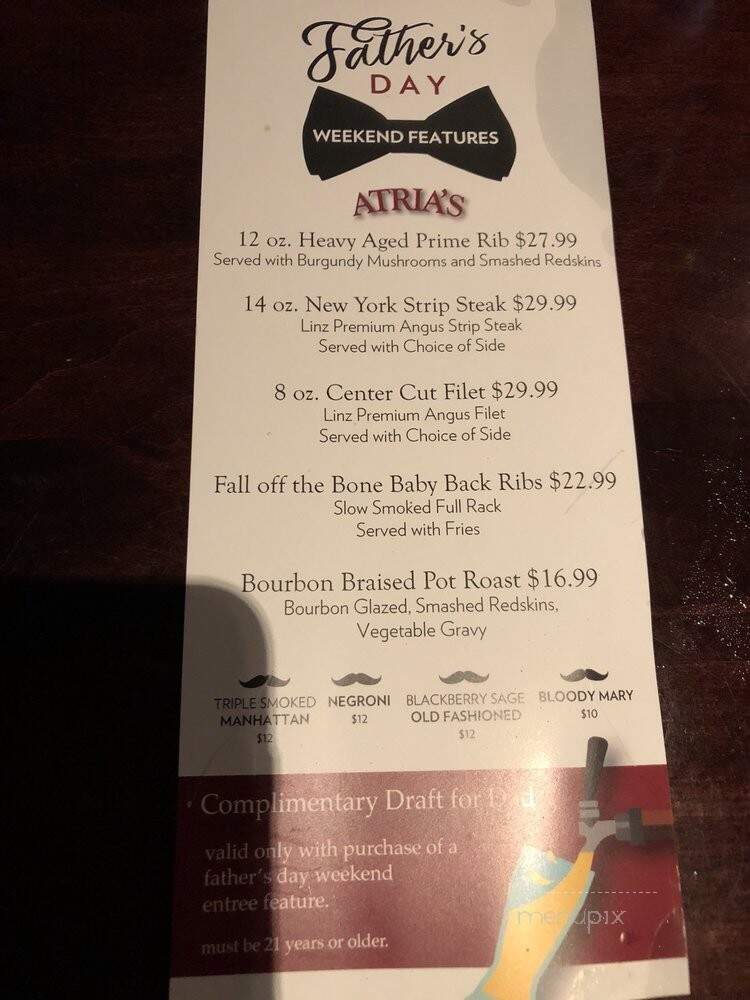 Father's
DAY
WEEKEND FEATURES
ATRIA'S
12 oz. Heavy Aged Prime Rib $27.99
Served with Burgundy Mushrooms and Smashed Redskins
14 oz. New York Strip Steak $29.99
Linz Premium Angus Strip Steak
Served with Choice of Side
8 oz. Center Cut Filet $29.99
Linz Premium Angus Filet
Served with Choice of Side
Fall off the Bone Baby Back Ribs $22.99
Slow Smoked Full Rack
Served with Fries
Bourbon Braised Pot Roast $16.99
Bourbon Glazed, Smashed Redskins,
Vegetable Gravy
TRIPLE SMOKED
MANHATTAN
$12
NEGRONI
$12
BLACKBERRY SAGE
OLD FASHIONED
$12
BLOODY MARY
$10
Complimentary Draft for Dad
valid only with purchase of a
father's day weekend
entree feature.
must be 21 years or older.
menupix